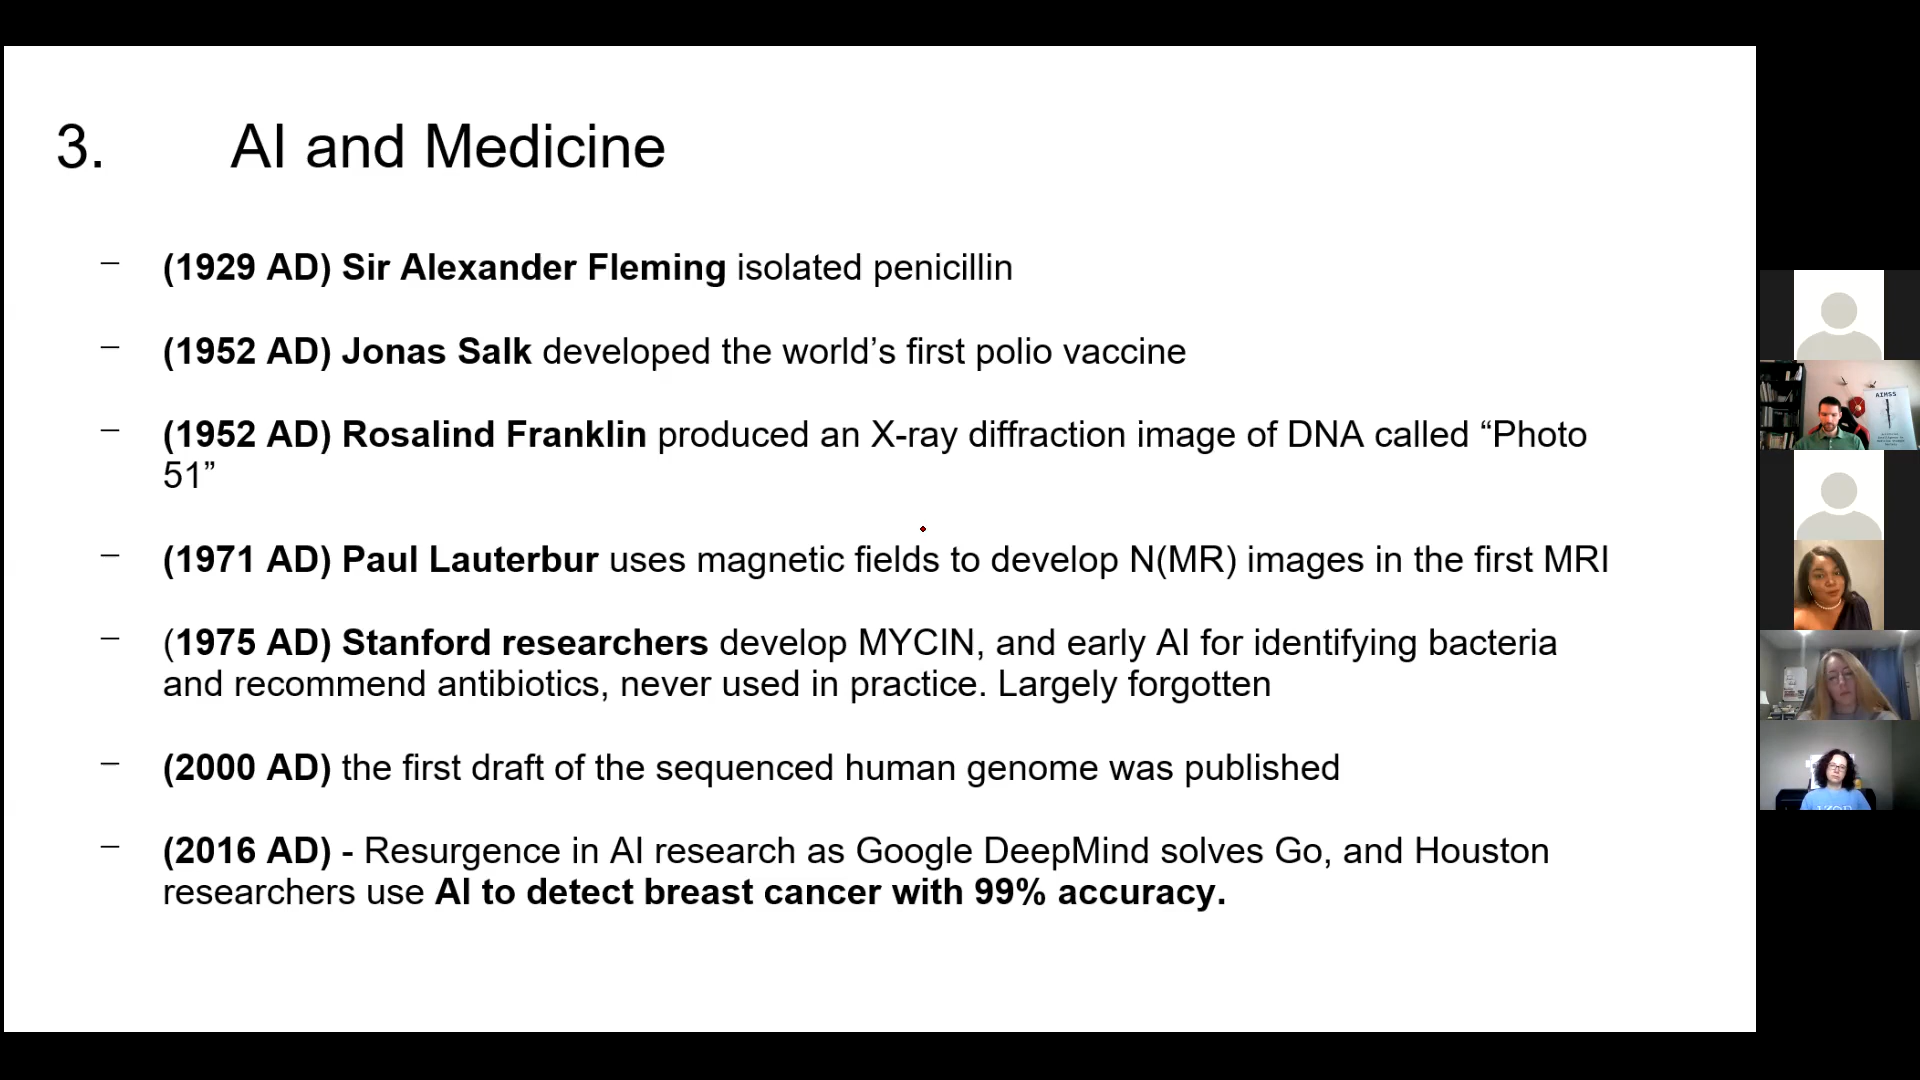 3. AI and Medicine
– (1929 AD) Sir Alexander Fleming isolated penicillin
– (1952 AD) Jonas Salk developed the world’s first polio vaccine
– (1952 AD) Rosalind Franklin produced an X-ray diffraction image of DNA called “Photo
51”
– (1971 AD) Paul Lauterbur uses magnetic fields to develop N(MR) images in the first MRI
– (1975 AD) Stanford researchers develop MYCIN, and early AI for identifying bacteria
and recommend antibiotics, never used in practice. Largely forgotten
– (2000 AD) the first draft of the sequenced human genome was published
– (2016 AD) - Resurgence in AI research as Google DeepMind solves Go, and Houston
researchers use AI to detect breast cancer with 99% accuracy.
AIMSS